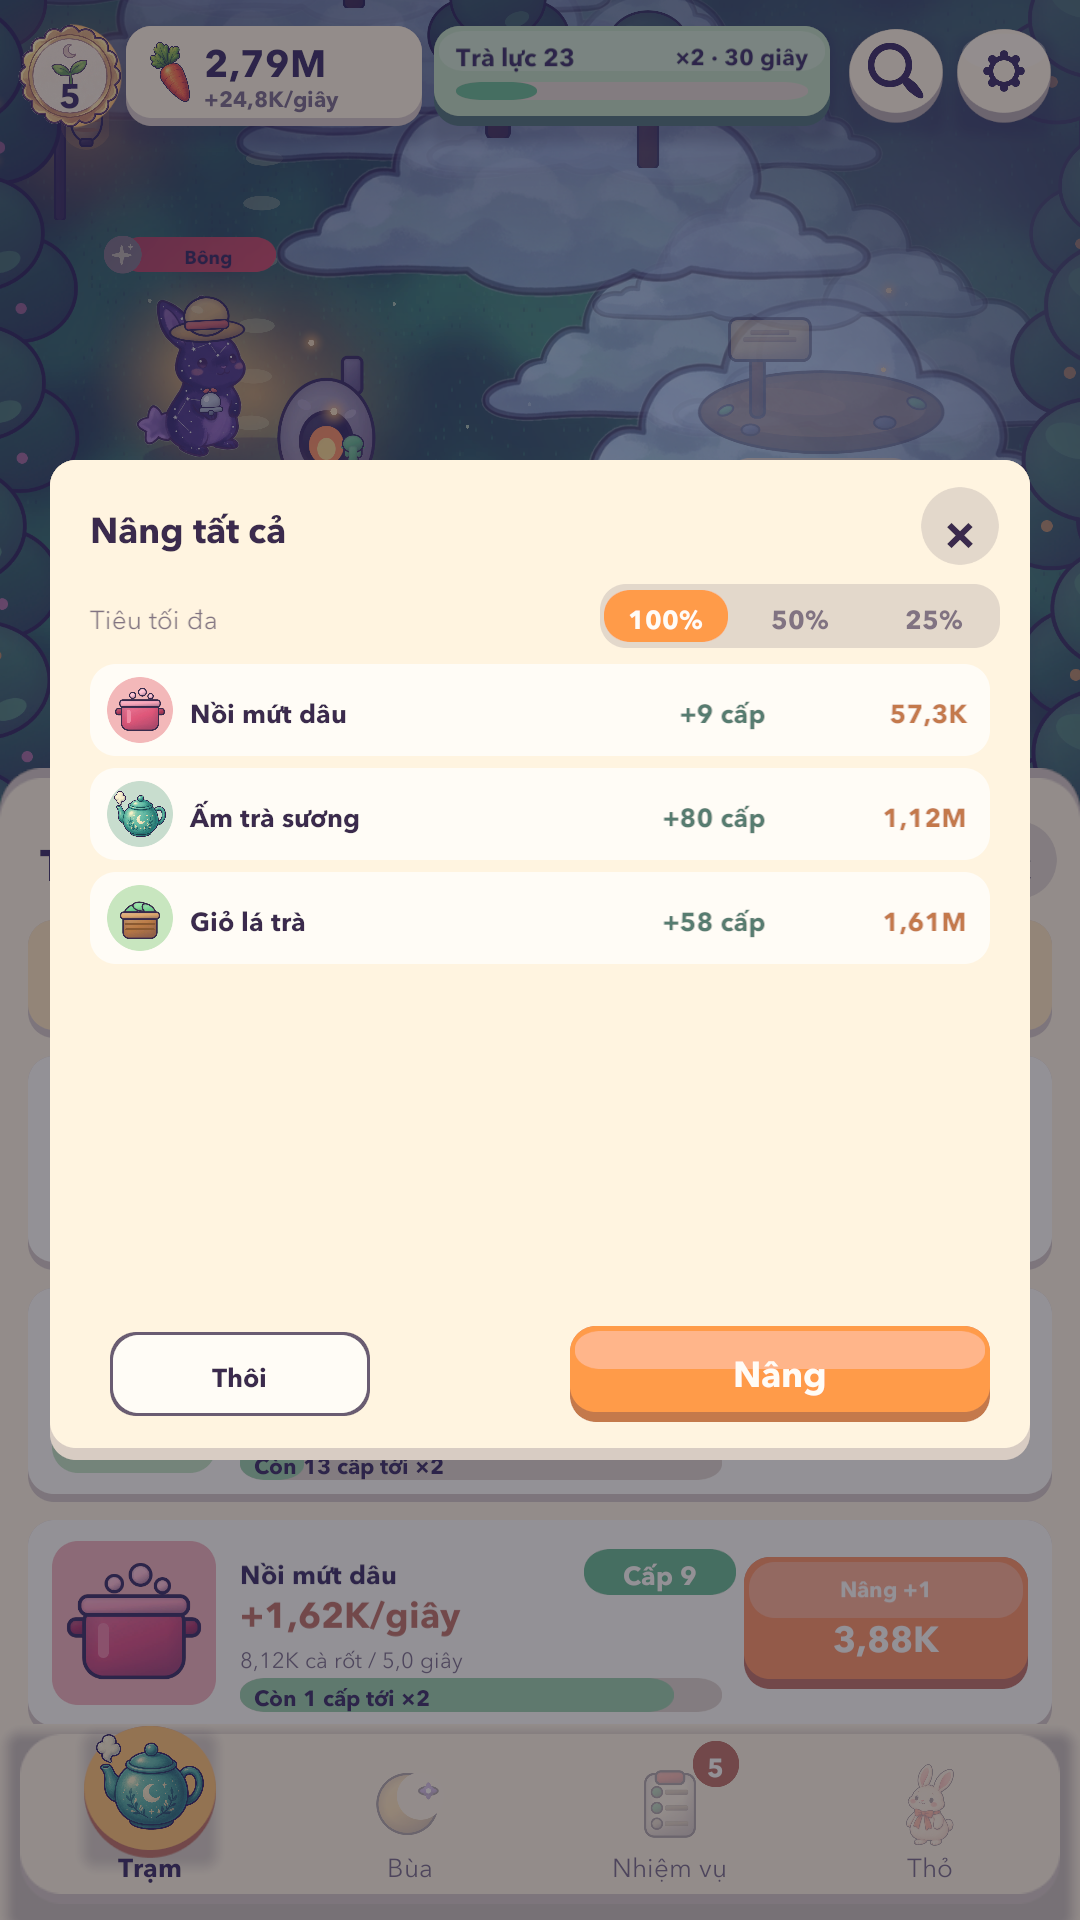 5
2,79M
+24,8K/giây
Trà lực 23
×2 · 30 giây
Bông
Nâng tất cả
Tiêu tối đa
100%
50%
25%
Nồi mứt dâu
+9 cấp
57,3K
Ấm trà sương
+80 cấp
1,12M
Giỏ lá trà
+58 cấp
1,61M
Thôi
Nâng
Còn 13 cấp tới ×2
Nồi mứt dâu
Cấp 9
+1,62K/giây
8,12K cà rốt / 5,0 giây
Còn 1 cấp tới ×2
Nâng +1
3,88K
5
Trạm
Bùa
Nhiệm vụ
Thỏ